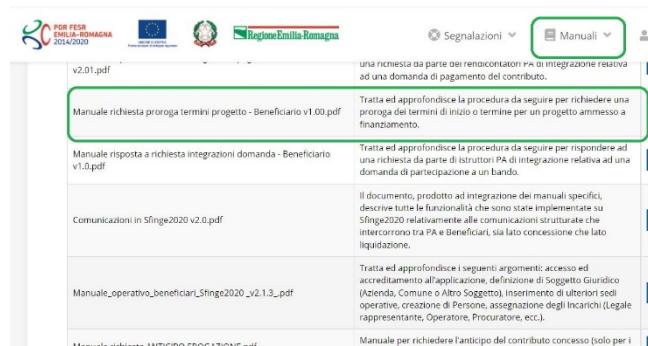 POR FESR
EMILIA-ROMAGNA
2014/2020
UNIONE EUROPEA
RegioneEmilia-Romagna
Segnalazioni
Manuali
v2.01.pdf
una richiesta da parte dei rendicontatori PA di integrazione relativa
ad una domanda di pagamento del contributo.
Manuale richiesta proroga termini progetto - Beneficiario v1.00.pdf
Tratta ed approfondisce la procedura da seguire per richiedere una
proroga dei termini di inizio o termine per un progetto ammesso a
finanziamento.
Manuale risposta a richiesta integrazioni domanda - Beneficiario
v1.0.pdf
Tratta ed approfondisce la procedura da seguire per rispondere ad
una richiesta da parte di istruttori PA di integrazione relativa ad una
domanda di partecipazione a un bando.
Comunicazioni in Sfinge2020 v2.0.pdf
Il documento, prodotto ad integrazione dei manuali specifici,
descrive tutte le funzionalità che sono state implementate su
Sfinge2020 relativamente alle comunicazioni strutturate che
intercorrono tra PA e Beneficiari, sia lato concessione che lato
liquidazione.
Manuale_operativo_beneficiari_Sfinge2020 _v2.1.3_.pdf
Tratta ed approfondisce i seguenti argomenti: accesso ed
accreditamento all'applicazione, definizione di Soggetto Giuridico
(Azienda, Comune o Altro Soggetto), inserimento di ulteriori sedi
operative, creazione di Persone, assegnazione degli Incarichi (Legale
rappresentante, Operatore, Procuratore, ecc.).
Manuale richiesta ANTICIPO EROGAZIONE.pdf
Manuale per richiedere l'anticipo del contributo concesso (solo per i